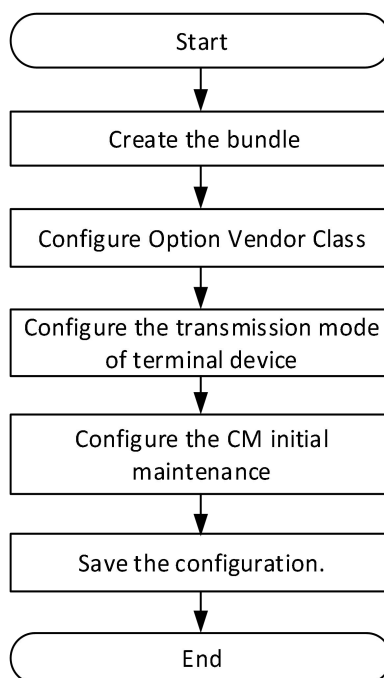 Start
Create the bundle
Configure Option Vendor Class
Configure the transmission mode
of terminal device
Configure the CM initial
maintenance
Save the configuration.
End